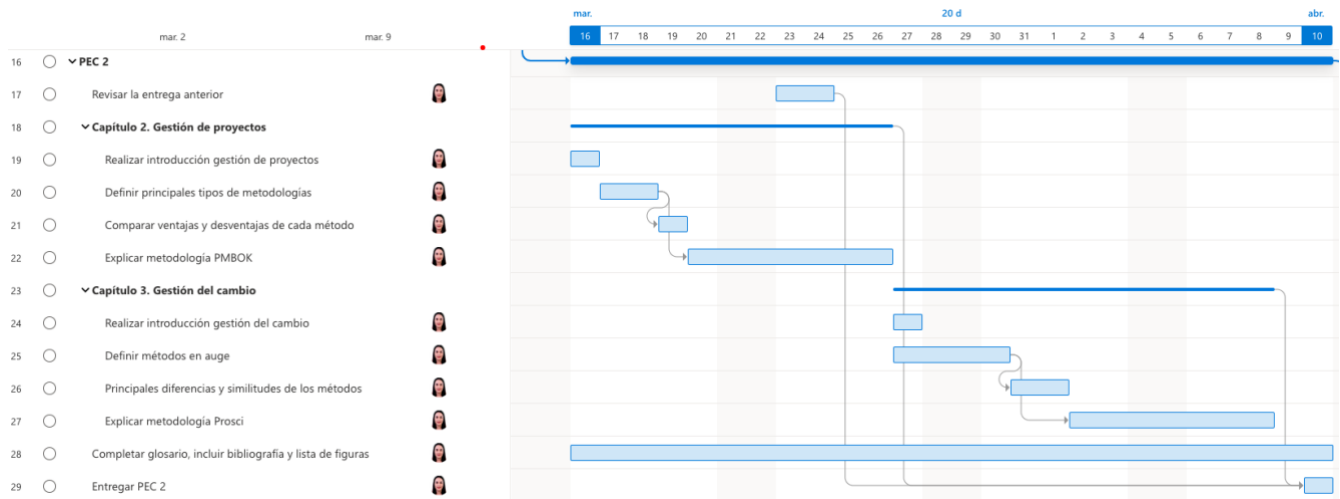 mar. 20 d abr.
mar. 2 mar. 9 16 17 18 19 20 21 22 23 24 25 26 27 28 29 30 31 1 2 3 4 5 6 7 8 9 10
16 PEC 2
17 Revisar la entrega anterior
18 Capítulo 2. Gestión de proyectos
19 Realizar introducción gestión de proyectos
20 Definir principales tipos de metodologías
21 Comparar ventajas y desventajas de cada método
22 Explicar metodología PMBOK
23 Capítulo 3. Gestión del cambio
24 Realizar introducción gestión del cambio
25 Definir métodos en auge
26 Principales diferencias y similitudes de los métodos
27 Explicar metodología Prosci
28 Completar glosario, incluir bibliografía y lista de figuras
29 Entregar PEC 2